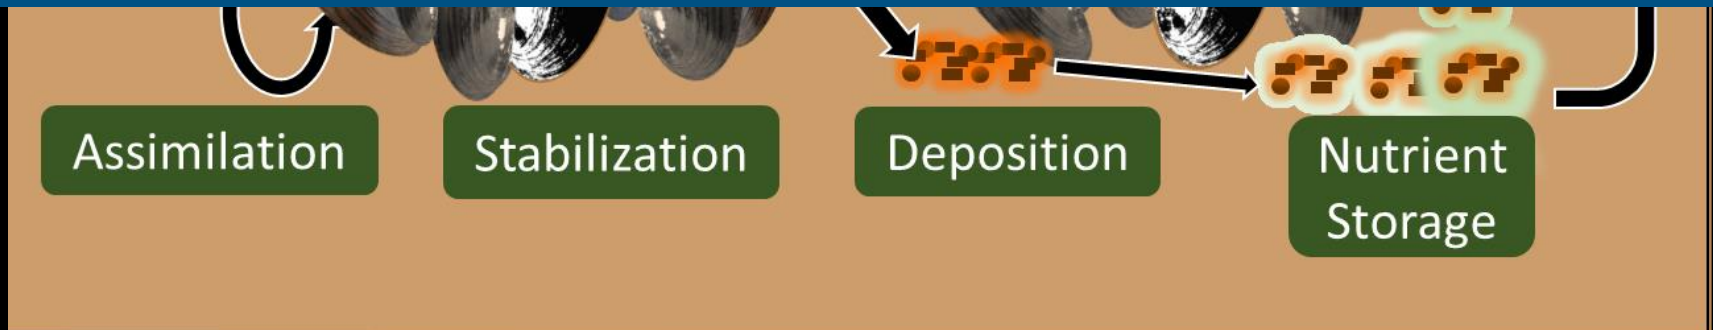 Assimilation
Stabilization
Deposition
Nutrient
Storage